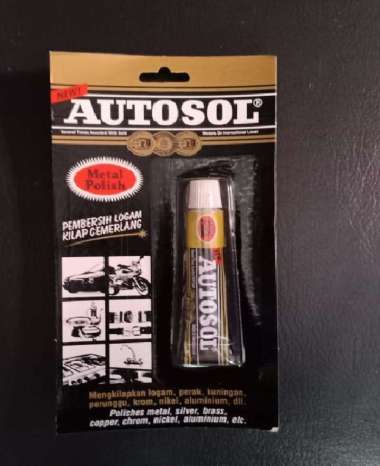 NEW!
AUTOSOL®
Metal
Polish
PEMBERSIH LOGAM
KILAP CEMERLANG
AUTOSOL
Mengkilapkan logam, perak, kuningan,
perunggu, krom, nikel, aluminium, dll.
Polishes metal, silver, brass,
copper, chrom, nickel, aluminium, etc.